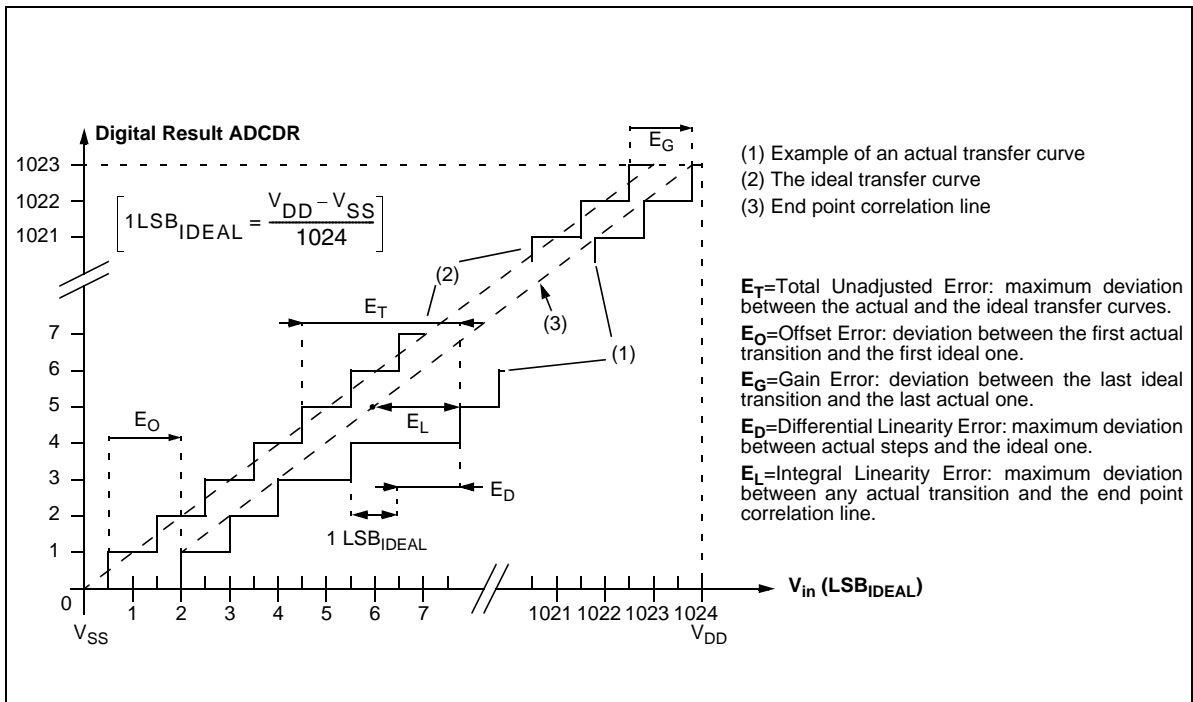 Digital Result ADCDR
E_G
1023
1022
1021
1LSB_IDEAL = V_DD – V_SS
1024
(2)
E_T
(3)
(1)
7
6
5
4
3
2
1
0
E_O
E_L
E_D
1 LSB_IDEAL
1 2 3 4 5 6 7 1021 1022 1023 1024
V_in (LSB_IDEAL)
V_SS
V_DD
(1) Example of an actual transfer curve
(2) The ideal transfer curve
(3) End point correlation line
E_T=Total Unadjusted Error: maximum deviation
between the actual and the ideal transfer curves.
E_O=Offset Error: deviation between the first actual
transition and the first ideal one.
E_G=Gain Error: deviation between the last ideal
transition and the last actual one.
E_D=Differential Linearity Error: maximum deviation
between actual steps and the ideal one.
E_L=Integral Linearity Error: maximum deviation
between any actual transition and the end point
correlation line.